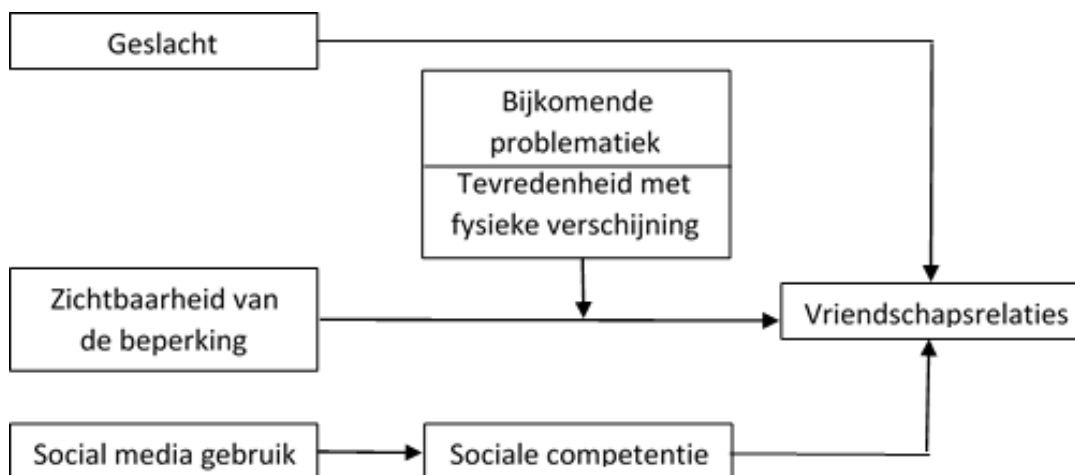 Geslacht
Bijkomende
problematiek
Tevredenheid met
fysieke verschijning
Zichtbaarheid van
de beperking
Vriendschapsrelaties
Social media gebruik
Sociale competentie